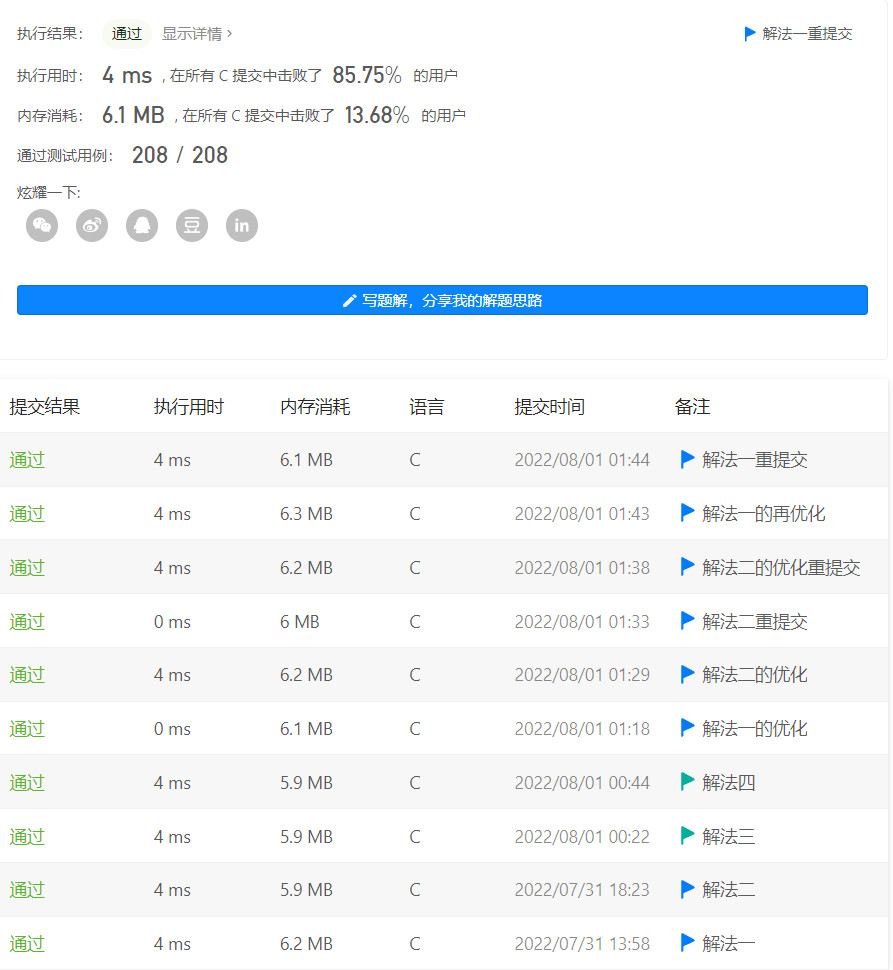 执行结果： 通过 显示详情 › 解法一重提交
执行用时： 4 ms , 在所有 C 提交中击败了 85.75% 的用户
内存消耗： 6.1 MB , 在所有 C 提交中击败了 13.68% 的用户
通过测试用例： 208 / 208
炫耀一下:
豆 in
写题解，分享我的解题思路
提交结果 执行用时 内存消耗 语言 提交时间 备注
通过 4 ms 6.1 MB C 2022/08/01 01:44 解法一重提交
通过 4 ms 6.3 MB C 2022/08/01 01:43 解法一的再优化
通过 4 ms 6.2 MB C 2022/08/01 01:38 解法二的优化重提交
通过 0 ms 6 MB C 2022/08/01 01:33 解法二重提交
通过 4 ms 6.2 MB C 2022/08/01 01:29 解法二的优化
通过 0 ms 6.1 MB C 2022/08/01 01:18 解法一的优化
通过 4 ms 5.9 MB C 2022/08/01 00:44 解法四
通过 4 ms 5.9 MB C 2022/08/01 00:22 解法三
通过 4 ms 5.9 MB C 2022/07/31 18:23 解法二
通过 4 ms 6.2 MB C 2022/07/31 13:58 解法一